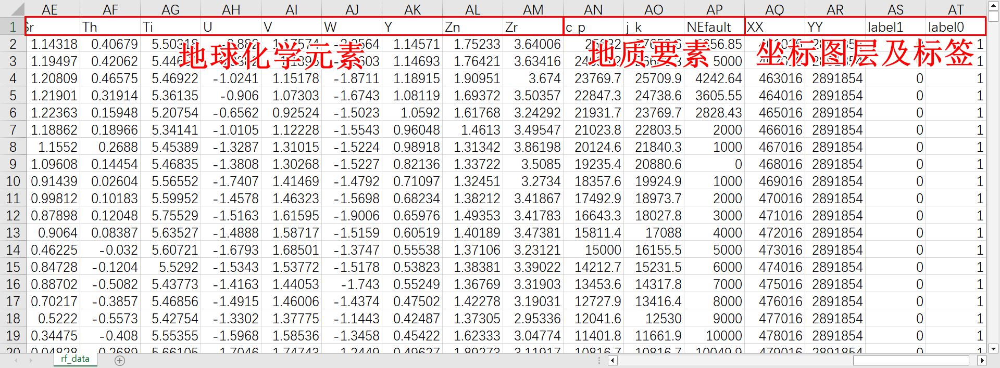 AE AF AG AH AI AJ AK AL AM AN AO AP AQ AR AS AT
1 Sr Th Ti U V W Y Zn Zr c_p j_k NEfault XX YY label1 label0
2 1.14318 0.40679 1.14571 1.75233 3.64006 1
地球化学元素 地质要素 坐标图层及标签
3 1.19497 0.42062 1.14693 1.76421 3.63416 5000 1
4 1.20809 0.46575 5.46922 -1.0241 1.15178 -1.8711 1.18915 1.90951 3.674 23769.7 25709.9 4242.64 463016 2891854 0 1
5 1.21901 0.31914 5.36135 -0.906 1.07303 -1.6743 1.08119 1.69372 3.50357 22847.3 24738.6 3605.55 464016 2891854 0 1
6 1.22363 0.15948 5.20754 -0.6562 0.92524 -1.5023 1.0592 1.61768 3.24292 21931.7 23769.7 2828.43 465016 2891854 0 1
7 1.18862 0.18966 5.34141 -1.0105 1.12228 -1.5543 0.96048 1.4613 3.49547 21023.8 22803.5 2000 466016 2891854 0 1
8 1.1552 0.2688 5.45389 -1.3287 1.31015 -1.5224 0.98918 1.31342 3.86198 20124.6 21840.3 1000 467016 2891854 0 1
9 1.09608 0.14454 5.46835 -1.3808 1.30268 -1.5227 0.82136 1.33722 3.5085 19235.4 20880.6 0 468016 2891854 0 1
10 0.91439 0.02604 5.56552 -1.7407 1.41469 -1.4792 0.71097 1.32451 3.2734 18357.6 19924.9 1000 469016 2891854 0 1
11 0.99812 0.10183 5.59952 -1.4578 1.46323 -1.5698 0.68234 1.38212 3.41867 17492.9 18973.7 2000 470016 2891854 0 1
12 0.87898 0.12048 5.75529 -1.5163 1.61595 -1.9006 0.65976 1.49353 3.41783 16643.3 18027.8 3000 471016 2891854 0 1
13 0.9064 0.08387 5.63527 -1.4888 1.58717 -1.5159 0.60519 1.40189 3.47381 15811.4 17088 4000 472016 2891854 0 1
14 0.46225 -0.032 5.60721 -1.6793 1.68501 -1.3747 0.55538 1.37106 3.23121 15000 16155.5 5000 473016 2891854 0 1
15 0.84728 -0.1204 5.5292 -1.5343 1.53772 -1.5178 0.53823 1.38381 3.39022 14212.7 15231.5 6000 474016 2891854 0 1
16 0.88702 -0.5082 5.43773 -1.4163 1.44053 -1.743 0.55249 1.36769 3.31903 13453.6 14317.8 7000 475016 2891854 0 1
17 0.70217 -0.3857 5.46856 -1.4915 1.46006 -1.4374 0.47502 1.42278 3.19031 12727.9 13416.4 8000 476016 2891854 0 1
18 0.5222 -0.5573 5.42754 -1.3302 1.37775 -1.1443 0.42487 1.37305 2.95336 12041.6 12530 9000 477016 2891854 0 1
19 0.34475 -0.408 5.55355 -1.5968 1.58536 -1.3458 0.45422 1.62333 3.04774 11401.8 11661.9 10000 478016 2891854 0 1
20 0.04828 -0.2689 5.66105 -1.7046 1.74743 -1.2449 0.49627 1.89273 3.11917 10816.7 10816.7 10049.9 479016 2891854 0 1
rf_data